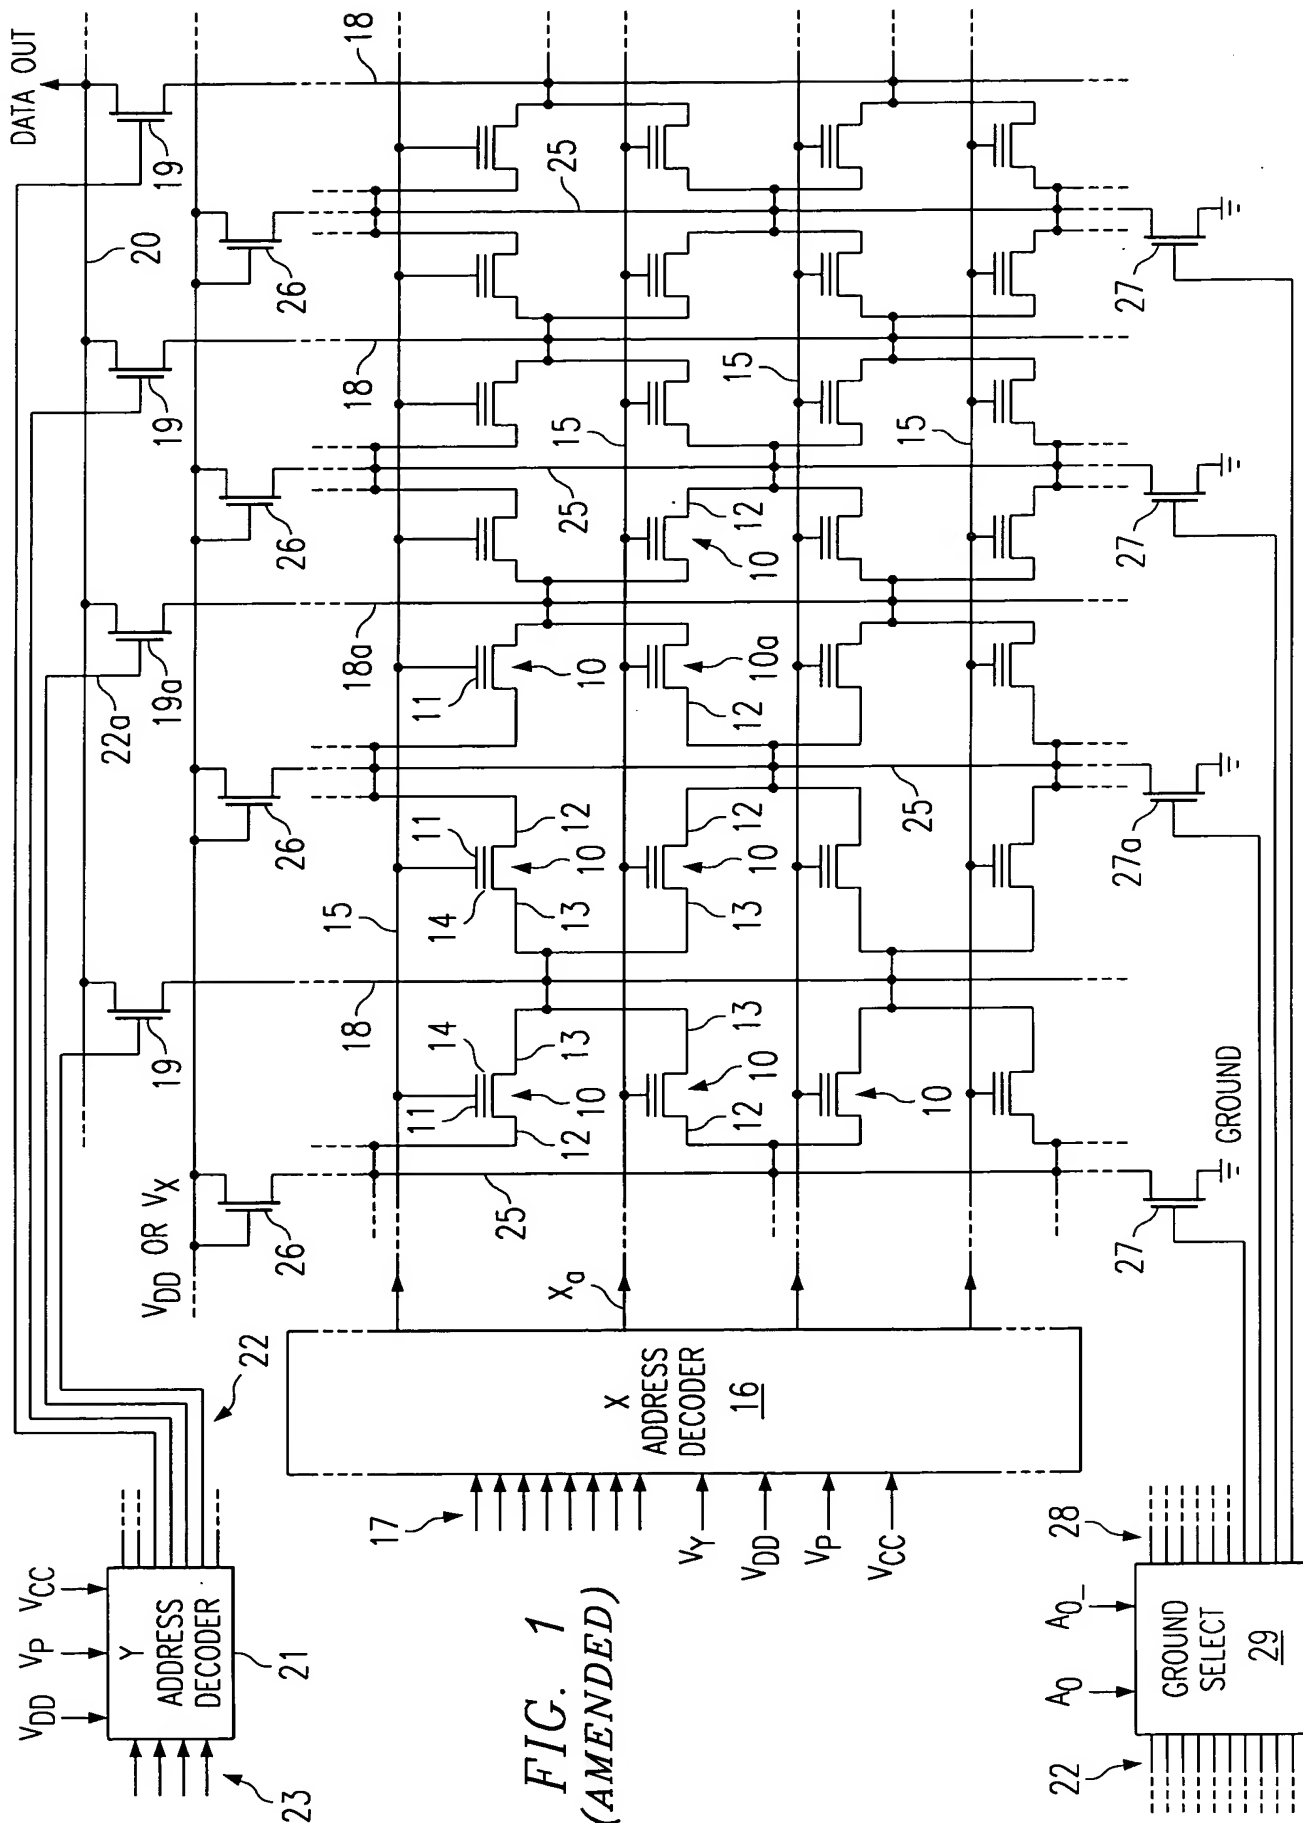 DATA OUT
18
19
20
25
26
27
19
18
15
15
15
25
26
12
10
27
22a
19a
18a
11
10
10a
12
26
11
12
10
12
10
25
27a
15
14
13
13
19
18
14
13
13
11
10
10
10
12
12
V_DD OR V_X
26
25
27
GROUND
X_a
22
X
ADDRESS
DECODER
16
17
V_Y
V_DD
V_P
V_CC
V_DD V_P V_CC
Y
ADDRESS
DECODER
21
23
FIG. 1
(AMENDED)
28
A_0 A_0_
GROUND
SELECT
29
22